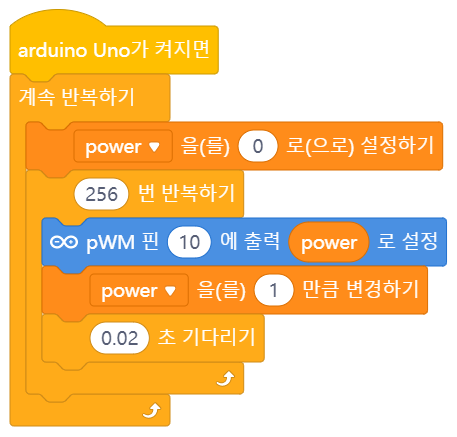 arduino Uno가 켜지면
계속 반복하기
power 을(를) 0 로(으로) 설정하기
256 번 반복하기
pWM 핀 10 에 출력 power 로 설정
power 을(를) 1 만큼 변경하기
0.02 초 기다리기